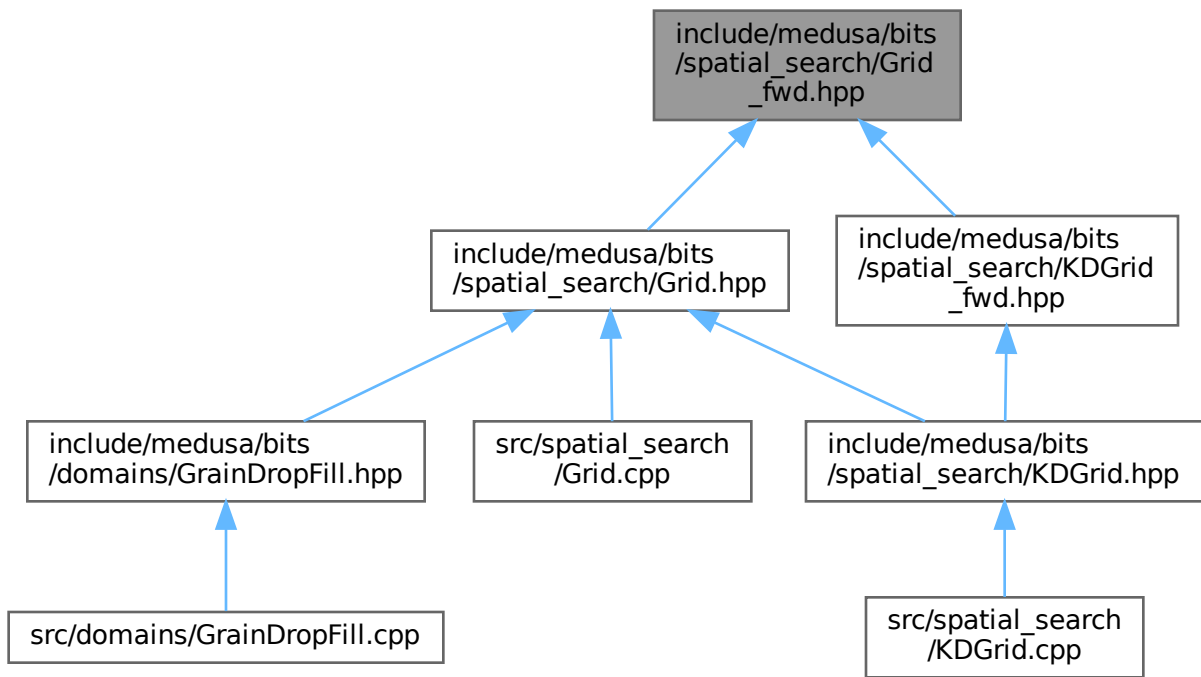 include/medusa/bits
/spatial_search/Grid
_fwd.hpp
include/medusa/bits
/spatial_search/Grid.hpp
include/medusa/bits
/spatial_search/KDGrid
_fwd.hpp
include/medusa/bits
/domains/GrainDropFill.hpp
src/spatial_search
/Grid.cpp
include/medusa/bits
/spatial_search/KDGrid.hpp
src/domains/GrainDropFill.cpp
src/spatial_search
/KDGrid.cpp